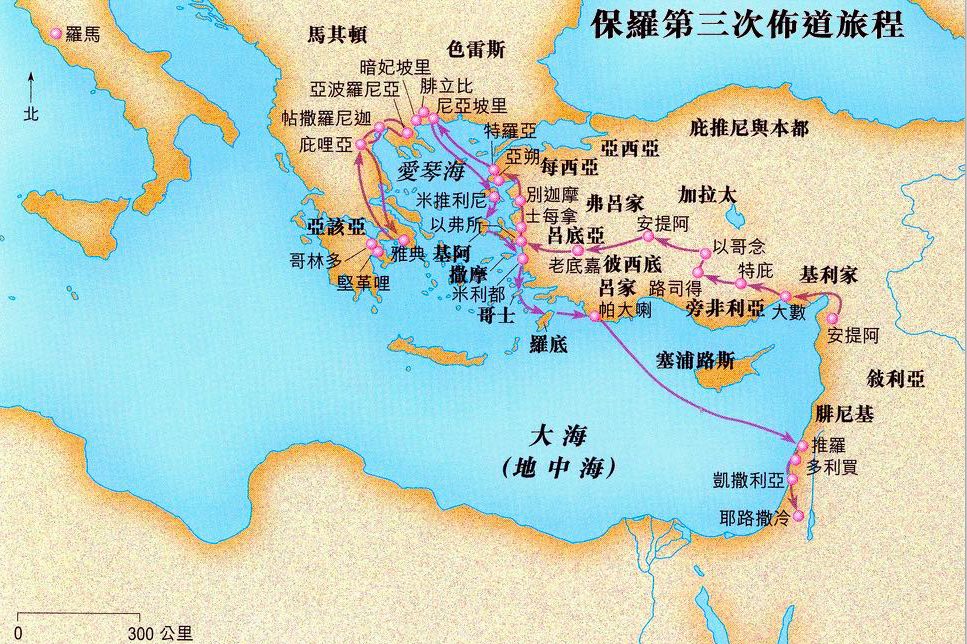 保羅第三次佈道旅程
羅馬
北
馬其頓
色雷斯
暗妃坡里
亞波羅尼亞
腓立比
尼亞坡里
帖撒羅尼迦
庇哩亞
特羅亞
亞朔
每西亞
亞西亞
庇推尼與本都
愛琴海
米推利尼
別迦摩
士每拿
弗呂家
加拉太
安提阿
以弗所
呂底亞
以哥念
亞該亞
哥林多
雅典
基阿
堅革哩
撒摩
米利都
老底嘉
彼西底
特庇
基利家
呂家
路司得
哥士
帕大喇
旁非利亞
大數
安提阿
羅底
塞浦路斯
敍利亞
腓尼基
大海
(地中海)
推羅
多利買
凱撒利亞
耶路撒冷
0
300 公里